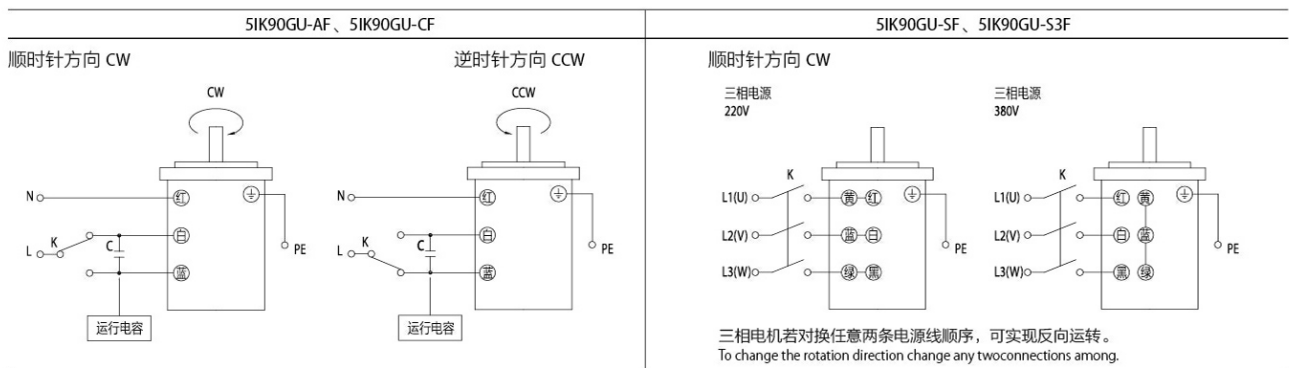 5IK90GU-AF、5IK90GU-CF
顺时针方向 CW
逆时针方向 CCW
CW
N
L
K
C
红
白
蓝
PE
运行电容
CCW
N
L
K
C
红
白
蓝
PE
运行电容
5IK90GU-SF、5IK90GU-S3F
顺时针方向 CW
三相电源
220V
K
L1(U)
黄 红
L2(V)
蓝 白
L3(W)
绿 黑
PE
三相电源
380V
K
L1(U)
红 黄
L2(V)
白 蓝
L3(W)
黑 绿
PE
三相电机若对换任意两条电源线顺序，可实现反向运转。
To change the rotation direction change any twoconnections among.